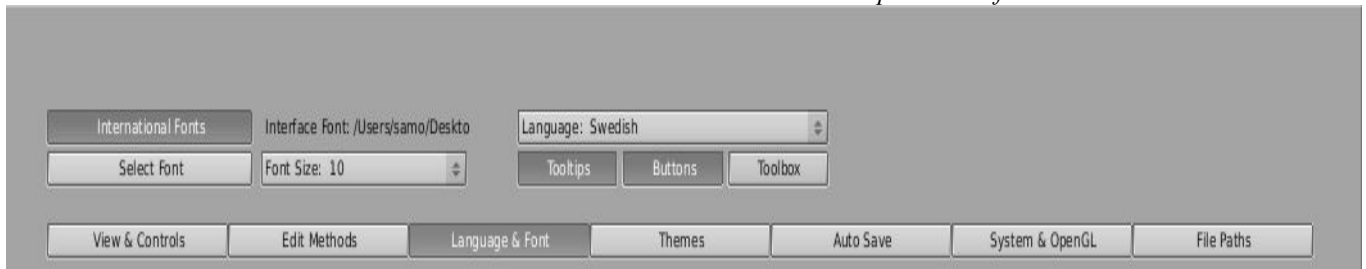 International Fonts Interface Font: /Users/samo/Deskto Language: Swedish
Select Font Font Size: 10 Tooltips Buttons Toolbox
View & Controls Edit Methods Language & Font Themes Auto Save System & OpenGL File Paths